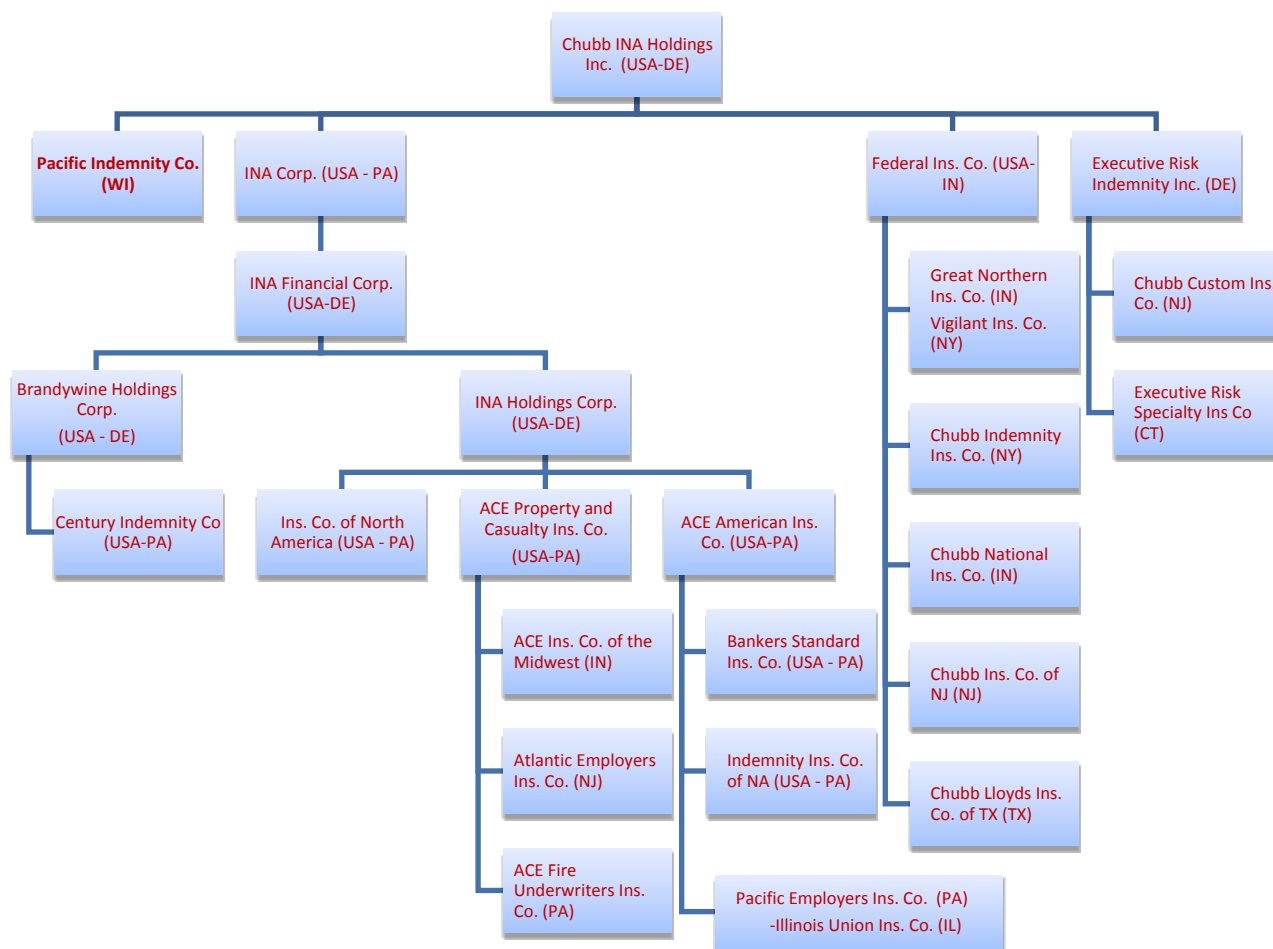 Chubb INA Holdings
Inc.  (USA-DE)
Pacific Indemnity Co.
(WI)
INA Corp. (USA - PA)
Federal Ins. Co. (USA-
IN)
Executive Risk
Indemnity Inc. (DE)
INA Financial Corp.
(USA-DE)
Great Northern
Ins. Co. (IN)
Vigilant Ins. Co.
(NY)
Chubb Custom Ins
Co. (NJ)
Brandywine Holdings
Corp.
(USA - DE)
INA Holdings Corp.
(USA-DE)
Chubb Indemnity
Ins. Co. (NY)
Executive Risk
Specialty Ins Co
(CT)
Century Indemnity Co
(USA-PA)
Ins. Co. of North
America (USA - PA)
ACE Property and
Casualty Ins. Co.
(USA-PA)
ACE American Ins.
Co. (USA-PA)
Chubb National
Ins. Co. (IN)
ACE Ins. Co. of the
Midwest (IN)
Bankers Standard
Ins. Co. (USA - PA)
Chubb Ins. Co. of
NJ (NJ)
Atlantic Employers
Ins. Co. (NJ)
Indemnity Ins. Co.
of NA (USA - PA)
Chubb Lloyds Ins.
Co. of TX (TX)
ACE Fire
Underwriters Ins.
Co. (PA)
Pacific Employers Ins. Co.  (PA)
-Illinois Union Ins. Co. (IL)